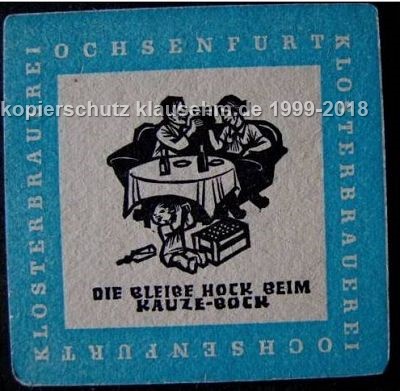 OCHSENFURT
KLOSTERBRAUEREI
kopierschutz klausehm.de 1999-2018
DIE BLEIBE HOCK BEIM
KAUZE-BOCK
KLOSTERBRAUEREI
OCHSENFURT